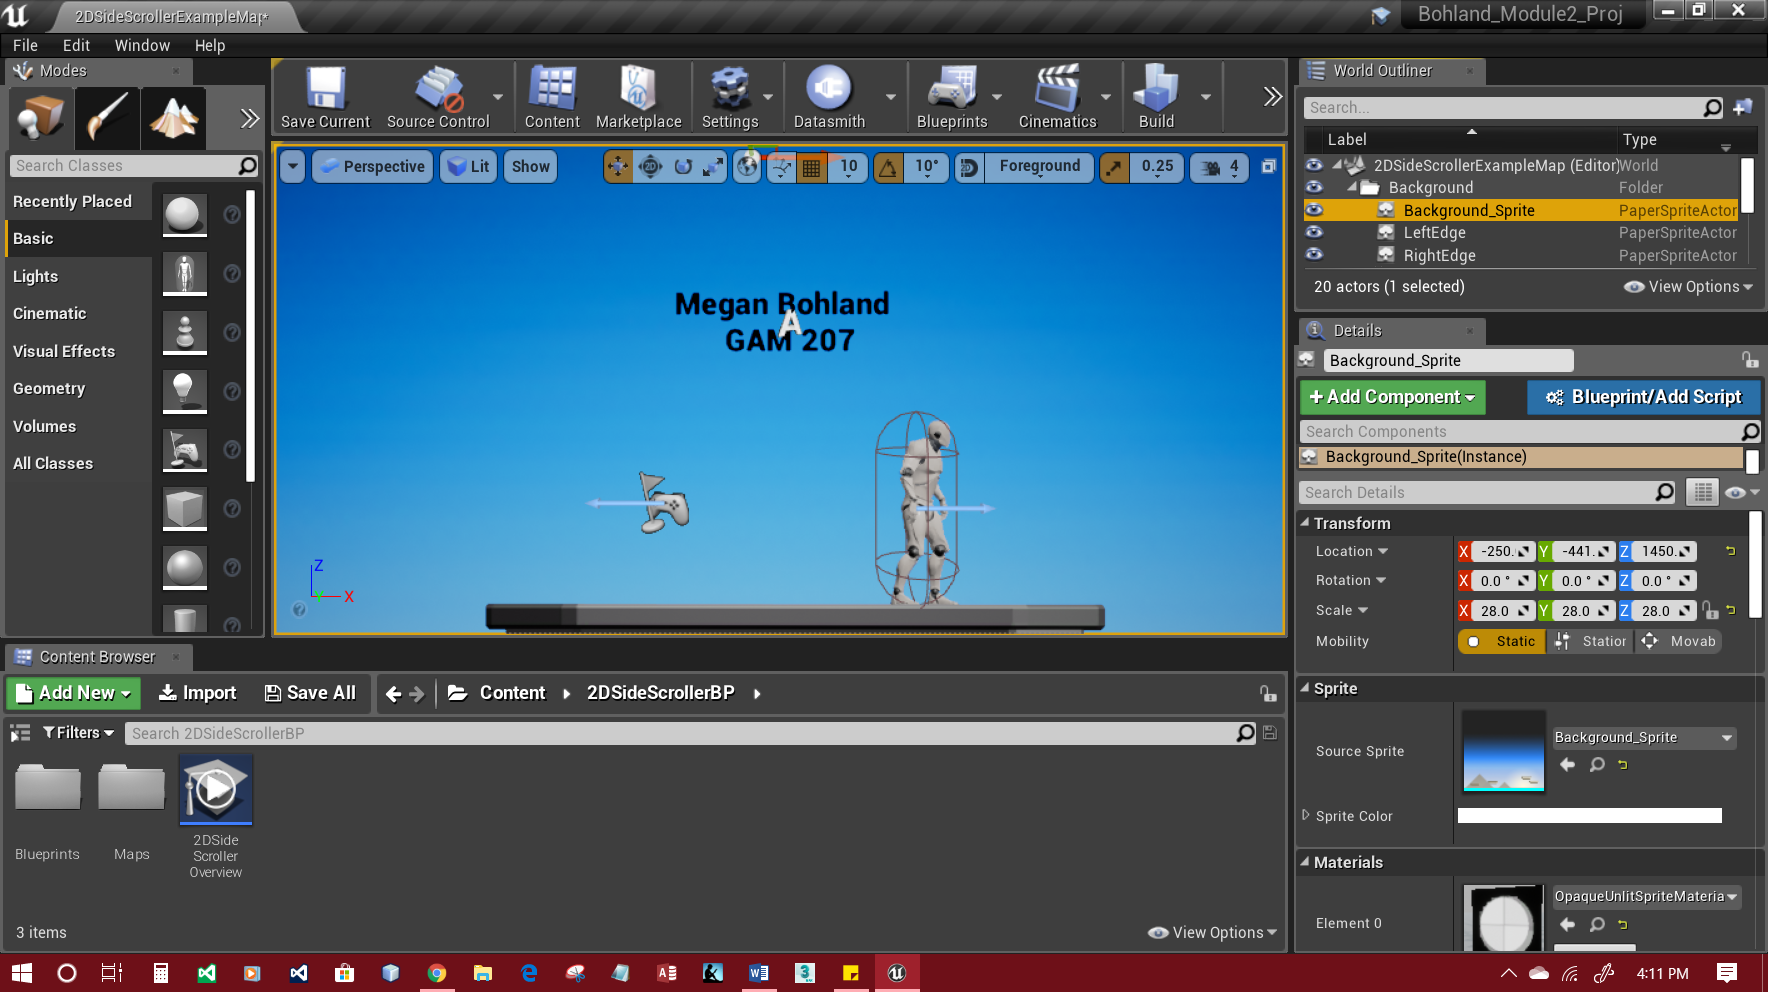 2DSideScrollerExampleMap*
Bohland_Module2_Proj
File Edit Window Help
Modes
Search Classes
Recently Placed
Basic
Lights
Cinematic
Visual Effects
Geometry
Volumes
All Classes
Save Current
Source Control
Content
Marketplace
Settings
Datasmith
Blueprints
Cinematics
Build
Perspective
Lit
Show
10
10°
Foreground
0.25
4
Megan Bohland
A
GAM 207
Z
X
World Outliner
Search...
Label Type
2DSideScrollerExampleMap (Editor) World
Background Folder
Background_Sprite PaperSpriteActor
LeftEdge PaperSpriteActor
RightEdge PaperSpriteActor
20 actors (1 selected)
View Options
Details
Background_Sprite
+ Add Component
Blueprint/Add Script
Search Components
Background_Sprite(Instance)
Search Details
Transform
Location X -250. Y -441. Z 1450.
Rotation X 0.0 ° Y 0.0 ° Z 0.0 °
Scale X 28.0 Y 28.0 Z 28.0
Mobility Static Station Movab
Sprite
Source Sprite
Background_Sprite
Sprite Color
Materials
Element 0
OpaqueUnlitSpriteMateria
Content Browser
Add New
Import
Save All
Content
2DSideScrollerBP
Filters
Search 2DSideScrollerBP
Blueprints
Maps
2DSide
Scroller
Overview
3 items
View Options
4:11 PM